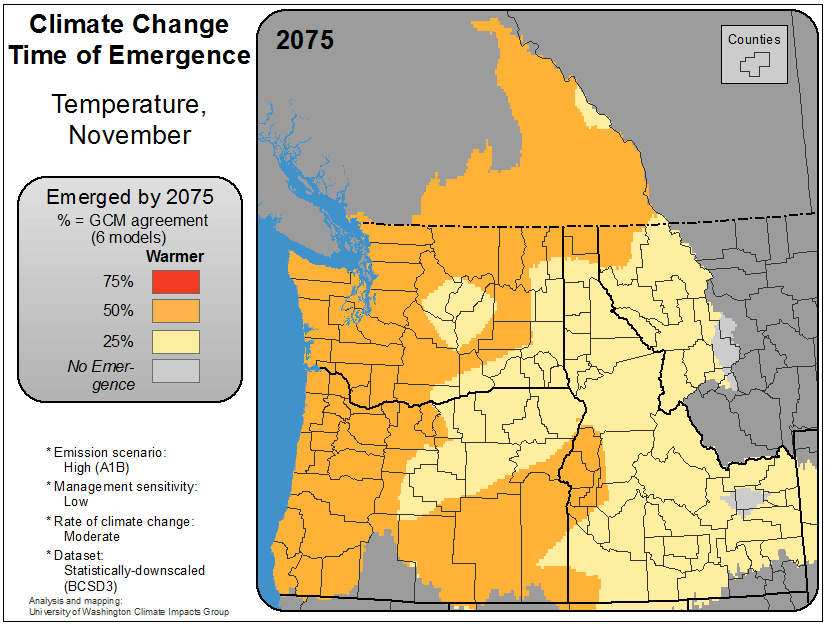 Climate Change
Time of Emergence
Temperature,
November
Emerged by 2075
% = GCM agreement
(6 models)
Warmer
75%
50%
25%
No Emer-
gence
* Emission scenario:
High (A1B)
* Management sensitivity:
Low
* Rate of climate change:
Moderate
* Dataset:
Statistically-downscaled
(BCSD3)
Analysis and mapping:
University of Washington Climate Impacts Group
2075
Counties